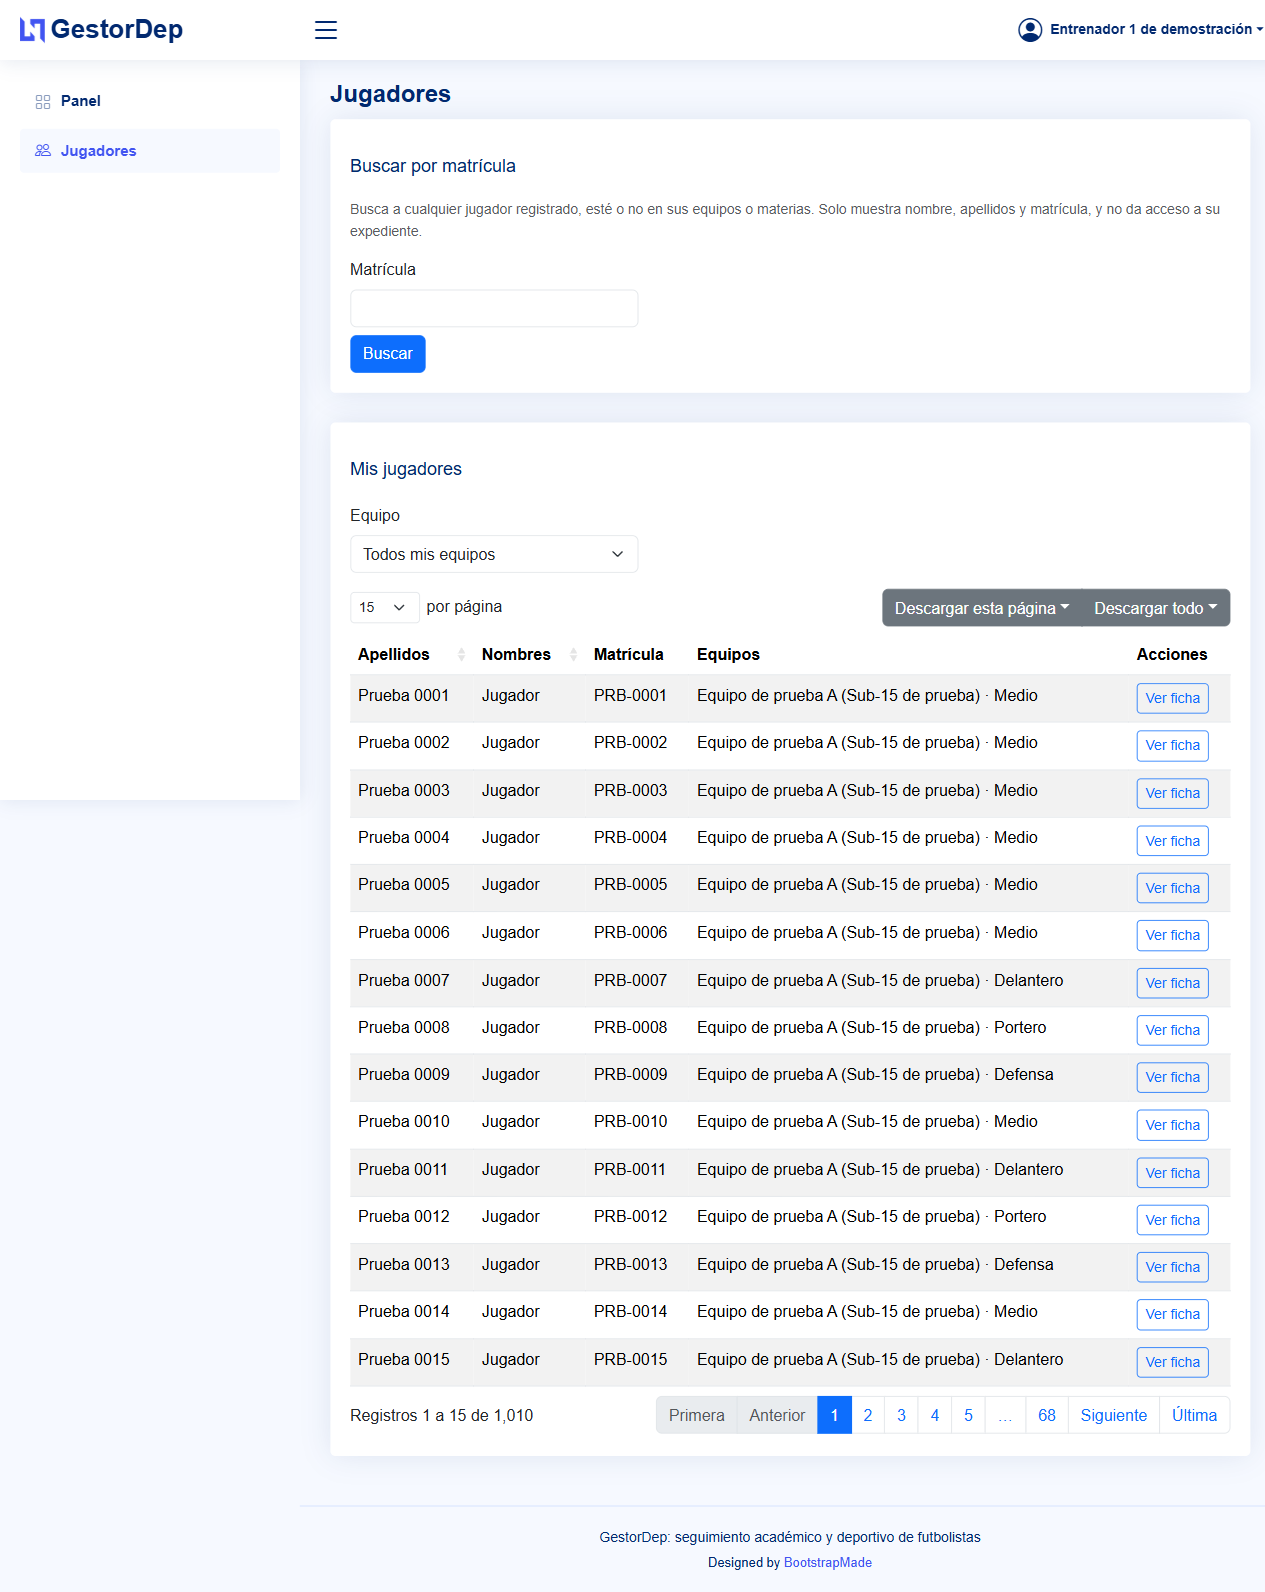 GestorDep
Entrenador 1 de demostración
Panel
Jugadores
Jugadores
Buscar por matrícula
Busca a cualquier jugador registrado, esté o no en sus equipos o materias. Solo muestra nombre, apellidos y matrícula, y no da acceso a su
expediente.
Matrícula
Buscar
Mis jugadores
Equipo
Todos mis equipos
15 por página
Descargar esta página Descargar todo
Apellidos Nombres Matrícula Equipos Acciones
Prueba 0001 Jugador PRB-0001 Equipo de prueba A (Sub-15 de prueba) · Medio Ver ficha
Prueba 0002 Jugador PRB-0002 Equipo de prueba A (Sub-15 de prueba) · Medio Ver ficha
Prueba 0003 Jugador PRB-0003 Equipo de prueba A (Sub-15 de prueba) · Medio Ver ficha
Prueba 0004 Jugador PRB-0004 Equipo de prueba A (Sub-15 de prueba) · Medio Ver ficha
Prueba 0005 Jugador PRB-0005 Equipo de prueba A (Sub-15 de prueba) · Medio Ver ficha
Prueba 0006 Jugador PRB-0006 Equipo de prueba A (Sub-15 de prueba) · Medio Ver ficha
Prueba 0007 Jugador PRB-0007 Equipo de prueba A (Sub-15 de prueba) · Delantero Ver ficha
Prueba 0008 Jugador PRB-0008 Equipo de prueba A (Sub-15 de prueba) · Portero Ver ficha
Prueba 0009 Jugador PRB-0009 Equipo de prueba A (Sub-15 de prueba) · Defensa Ver ficha
Prueba 0010 Jugador PRB-0010 Equipo de prueba A (Sub-15 de prueba) · Medio Ver ficha
Prueba 0011 Jugador PRB-0011 Equipo de prueba A (Sub-15 de prueba) · Delantero Ver ficha
Prueba 0012 Jugador PRB-0012 Equipo de prueba A (Sub-15 de prueba) · Portero Ver ficha
Prueba 0013 Jugador PRB-0013 Equipo de prueba A (Sub-15 de prueba) · Defensa Ver ficha
Prueba 0014 Jugador PRB-0014 Equipo de prueba A (Sub-15 de prueba) · Medio Ver ficha
Prueba 0015 Jugador PRB-0015 Equipo de prueba A (Sub-15 de prueba) · Delantero Ver ficha
Registros 1 a 15 de 1,010
Primera Anterior 1 2 3 4 5 … 68 Siguiente Última
GestorDep: seguimiento académico y deportivo de futbolistas
Designed by BootstrapMade